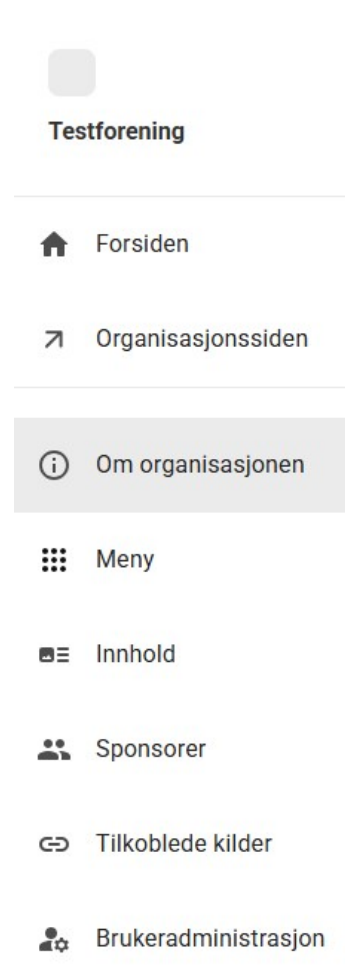 Testforening
Forsiden
Organisasjonssiden
Om organisasjonen
Meny
Innhold
Sponsorer
Tilkoblede kilder
Brukeradministrasjon